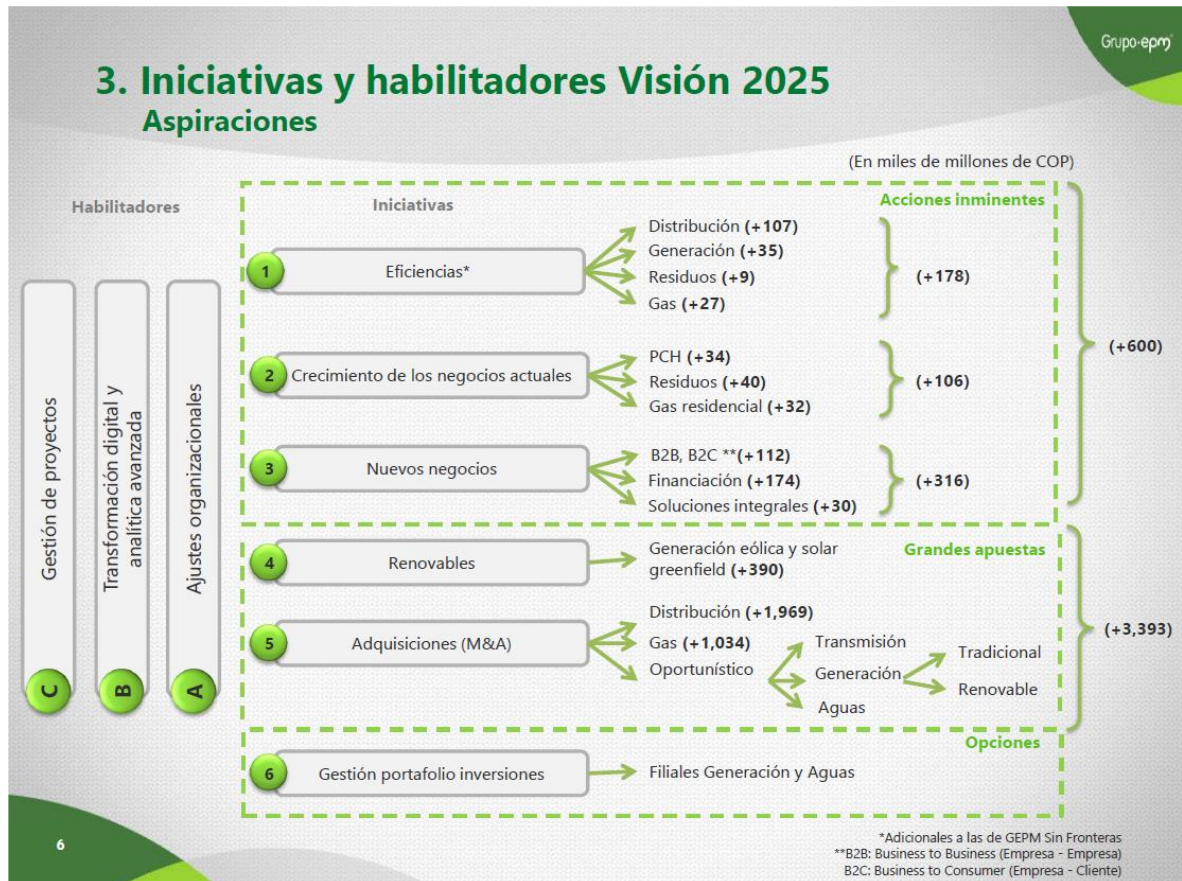 Grupo·epm
3. Iniciativas y habilitadores Visión 2025
Aspiraciones
(En miles de millones de COP)
Habilitadores
Iniciativas
Acciones inminentes
C
Gestión de proyectos
B
Transformación digital y
analítica avanzada
A
Ajustes organizacionales
1
Eficiencias*
Distribución (+107)
Generación (+35)
Residuos (+9)
Gas (+27)
(+178)
2
Crecimiento de los negocios actuales
PCH (+34)
Residuos (+40)
Gas residencial (+32)
(+106)
3
Nuevos negocios
B2B, B2C **(+112)
Financiación (+174)
Soluciones integrales (+30)
(+316)
(+600)
Grandes apuestas
4
Renovables
Generación eólica y solar
greenfield (+390)
5
Adquisiciones (M&A)
Distribución (+1,969)
Gas (+1,034)
Oportunístico
Transmisión
Generación
Aguas
Tradicional
Renovable
(+3,393)
Opciones
6
Gestión portafolio inversiones
Filiales Generación y Aguas
6
*Adicionales a las de GEPM Sin Fronteras
**B2B: Business to Business (Empresa - Empresa)
B2C: Business to Consumer (Empresa - Cliente)